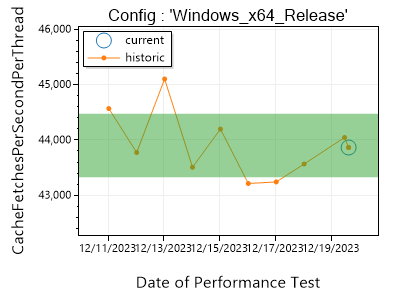 Config : 'Windows_x64_Release'
CacheFetchesPerSecondPerThread
46,000
45,000
44,000
43,000
current
historic
12/11/2023
12/13/2023
12/15/2023
12/17/2023
12/19/2023
Date of Performance Test